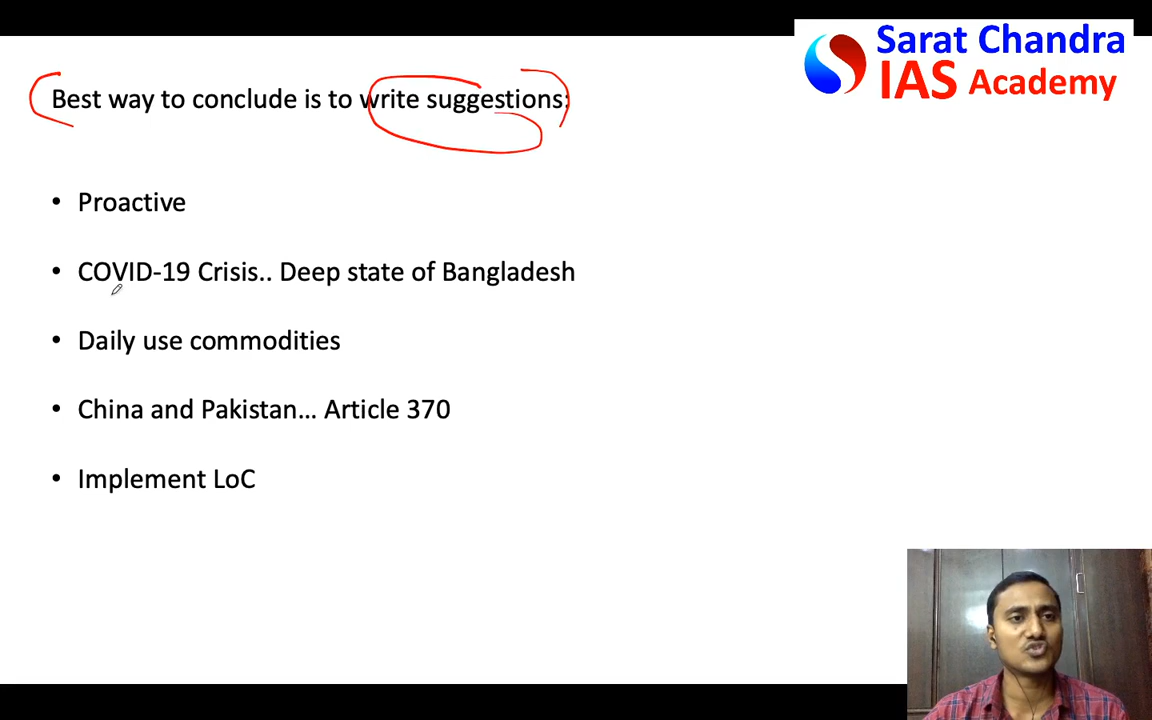 Sarat Chandra
IAS Academy
Best way to conclude is to write suggestions:
• Proactive
• COVID-19 Crisis.. Deep state of Bangladesh
• Daily use commodities
• China and Pakistan... Article 370
• Implement LoC